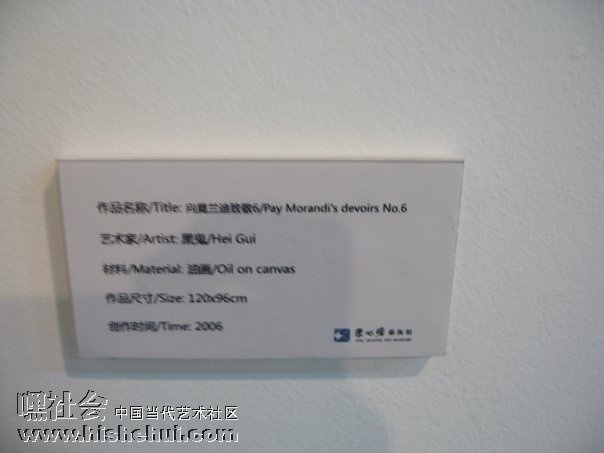 作品名称/Title: 向莫兰迪致敬6/Pay Morandi's devoirs No.6
艺术家/Artist: 黑鬼/Hei Gui
材料/Material: 油画/Oil on canvas
作品尺寸/Size: 120x96cm
创作时间/Time: 2006
嘿社会 中国当代艺术社区
www.hishehui.com